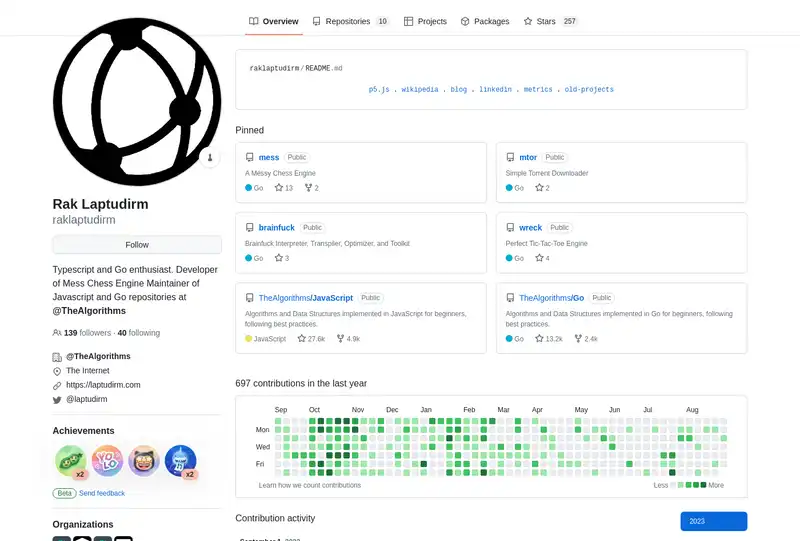 Overview
Repositories 10
Projects
Packages
Stars 257
raklaptudirm/README.md
p5.js . wikipedia . blog . linkedin . metrics . old-projects
Rak Laptudirm
raklaptudirm
Follow
Typescript and Go enthusiast. Developer
of Mess Chess Engine Maintainer of
Javascript and Go repositories at
@TheAlgorithms
139 followers · 40 following
@TheAlgorithms
The Internet
https://laptudirm.com
@laptudirm
Achievements
x2
YOLO
x2
Beta Send feedback
Organizations
Pinned
mess Public
A Messy Chess Engine
Go 13 2
mtor Public
Simple Torrent Downloader
Go 2
brainfuck Public
Brainfuck Interpreter, Transpiler, Optimizer, and Toolkit
Go 3
wreck Public
Perfect Tic-Tac-Toe Engine
Go 4
TheAlgorithms/JavaScript Public
Algorithms and Data Structures implemented in JavaScript for beginners,
following best practices.
JavaScript 27.6k 4.9k
TheAlgorithms/Go Public
Algorithms and Data Structures implemented in Go for beginners,
following best practices.
Go 13.2k 2.4k
697 contributions in the last year
Sep Oct Nov Dec Jan Feb Mar Apr May Jun Jul Aug
Mon
Wed
Fri
Learn how we count contributions
Less More
Contribution activity
2023